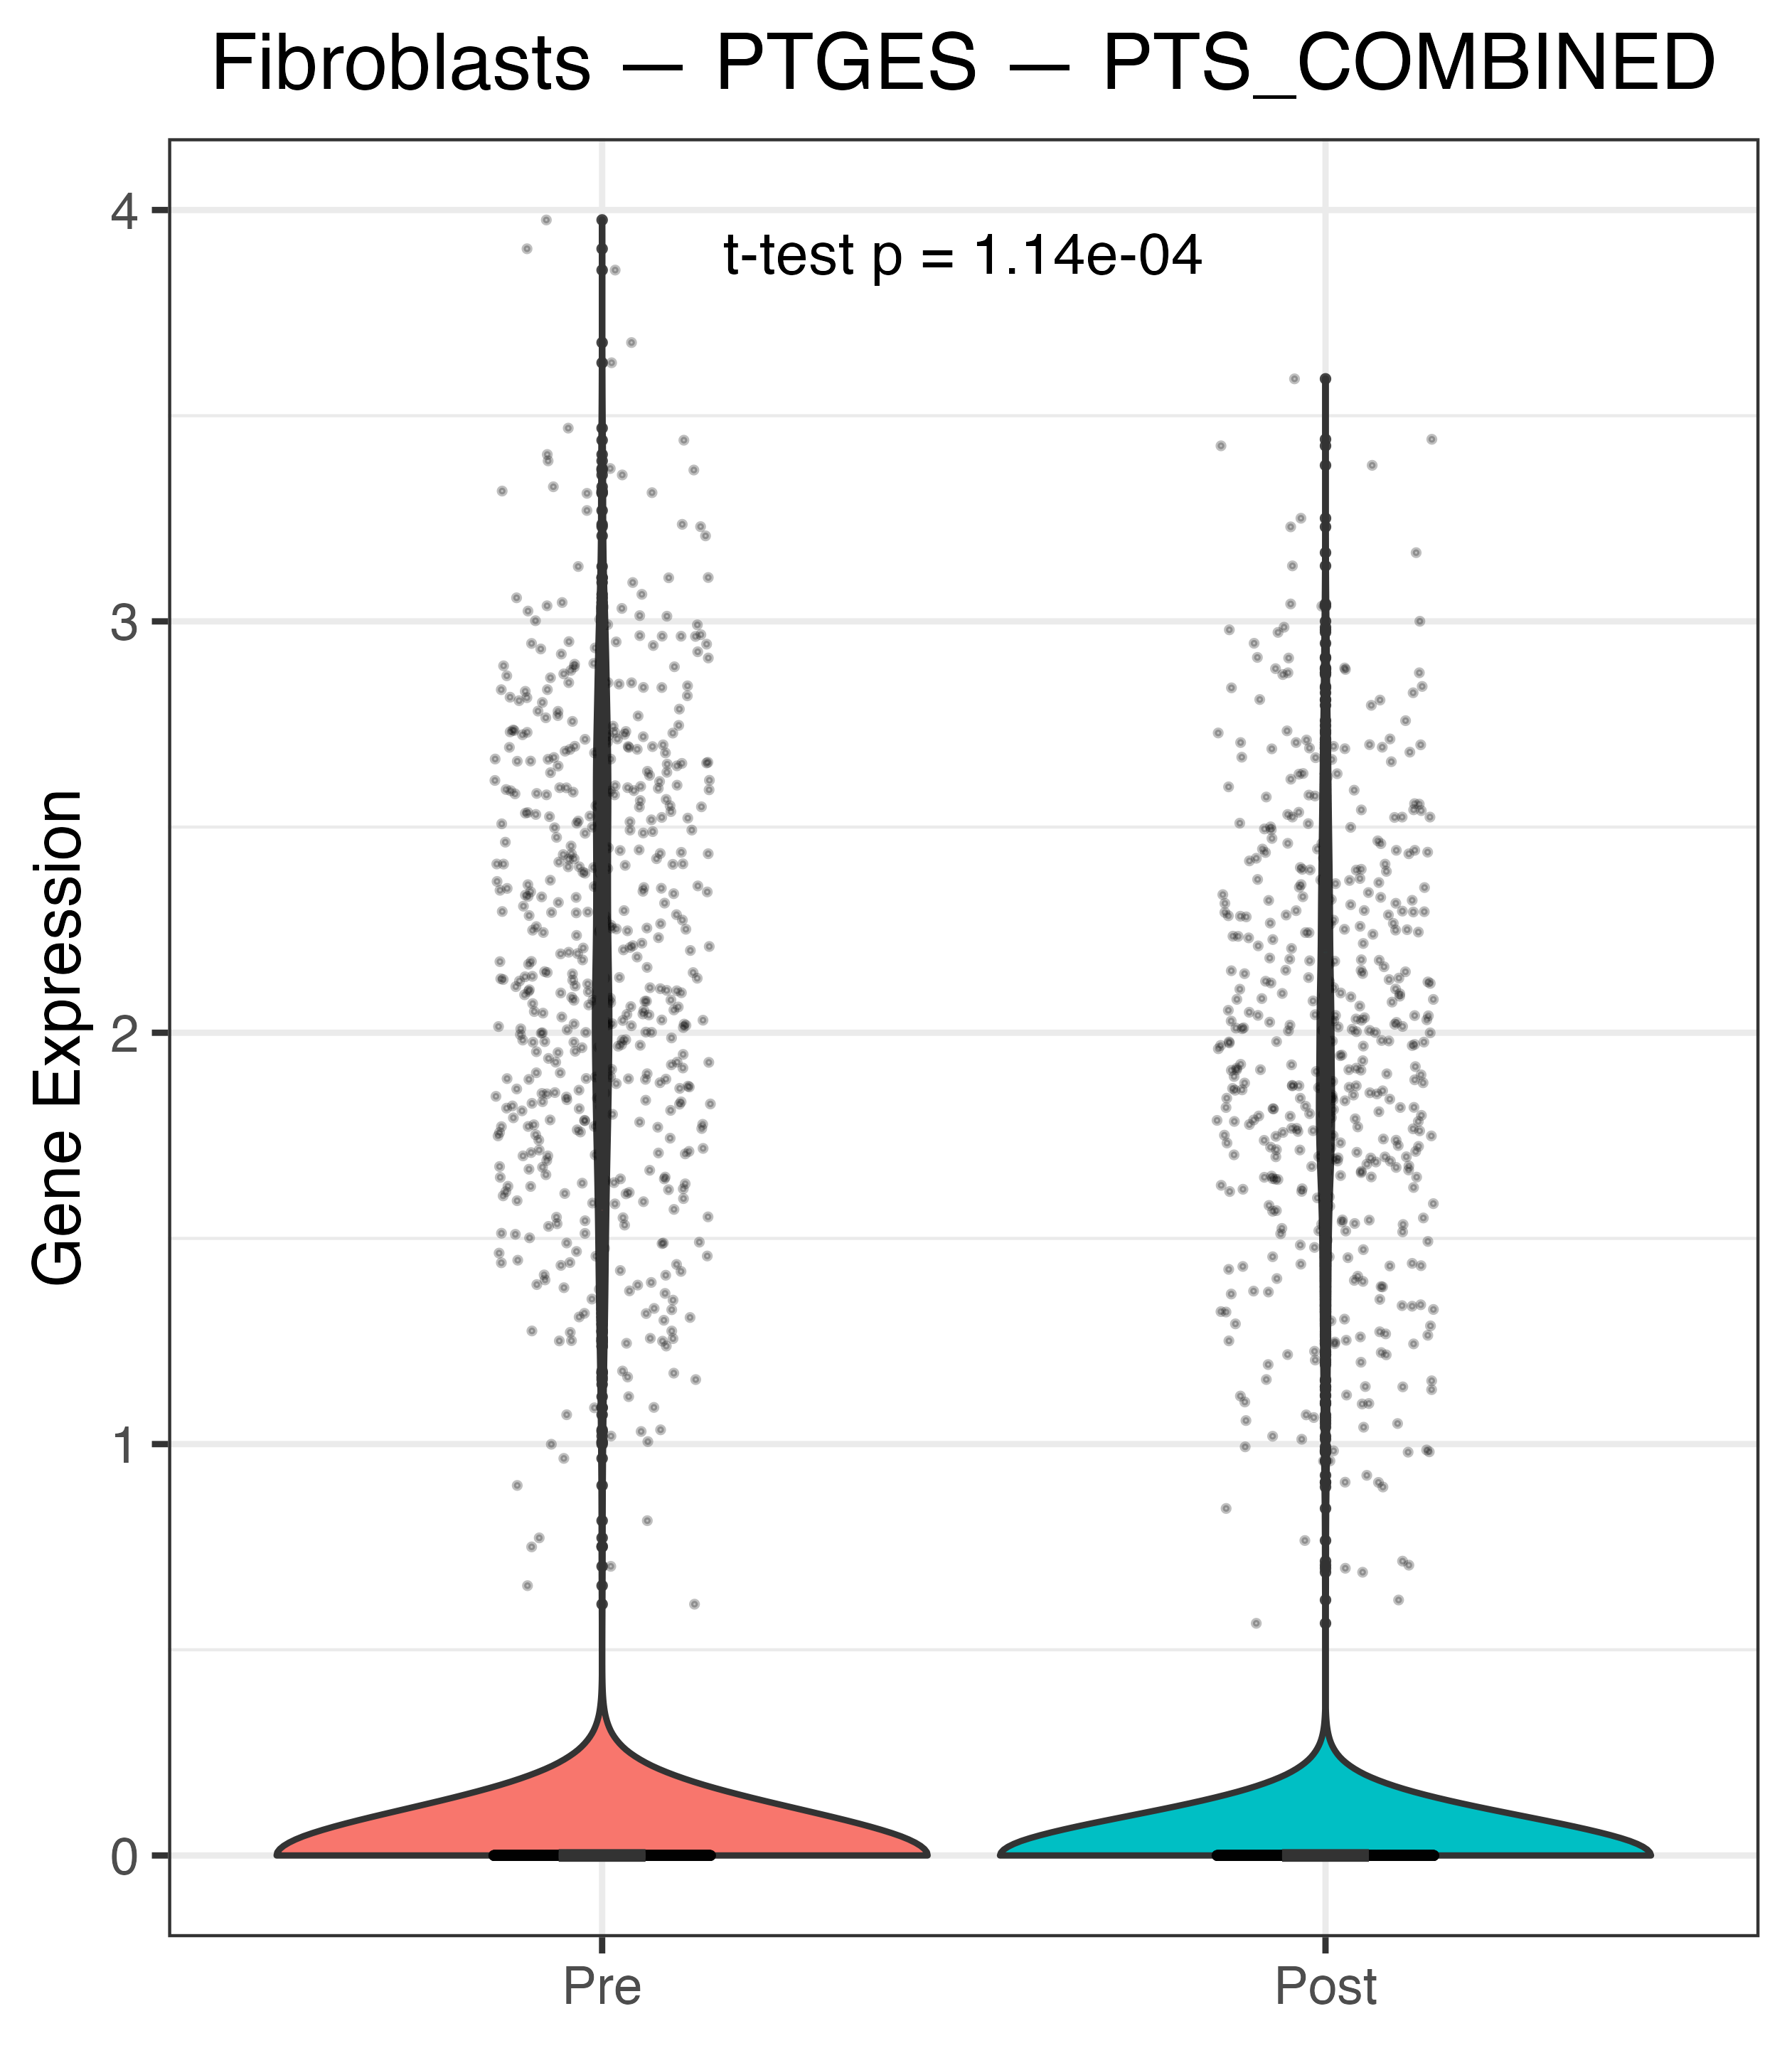 Fibroblasts — PTGES — PTS_COMBINED
t-test p = 1.14e-04
Gene Expression
4
3
2
1
0
Pre
Post